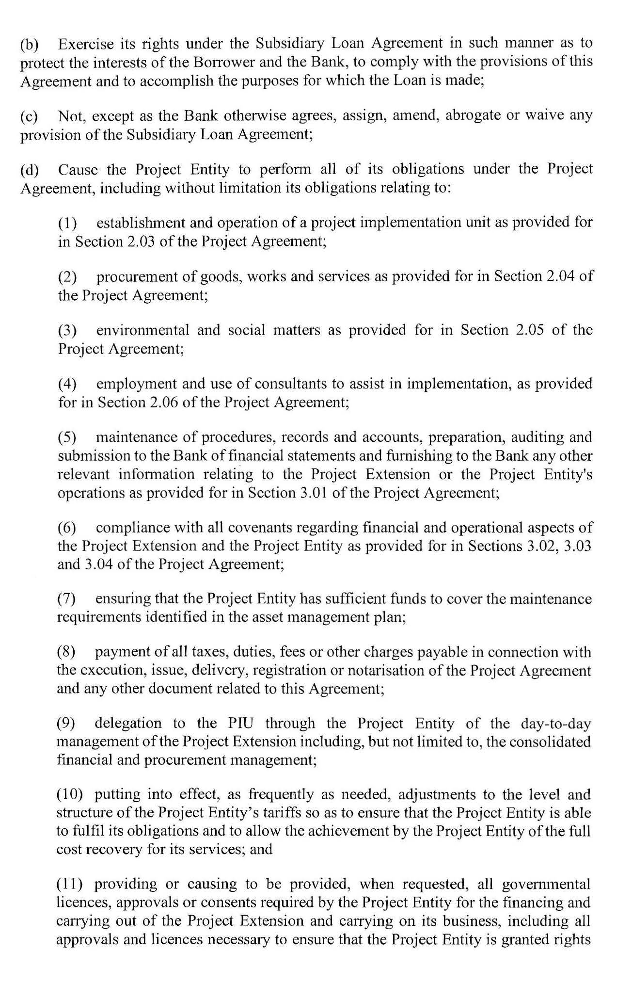 (b) Exercise its rights under the Subsidiary Loan Agreement in such manner as to
protect the interests of the Borrower and the Bank, to comply with the provisions of this
Agreement and to accomplish the purposes for which the Loan is made;
(c) Not, except as the Bank otherwise agrees, assign, amend, abrogate or waive any
provision of the Subsidiary Loan Agreement;
(d) Cause the Project Entity to perform all of its obligations under the Project
Agreement, including without limitation its obligations relating to:
(1) establishment and operation of a project implementation unit as provided for
in Section 2.03 of the Project Agreement;
(2) procurement of goods, works and services as provided for in Section 2.04 of
the Project Agreement;
(3) environmental and social matters as provided for in Section 2.05 of the
Project Agreement;
(4) employment and use of consultants to assist in implementation, as provided
for in Section 2.06 of the Project Agreement;
(5) maintenance of procedures, records and accounts, preparation, auditing and
submission to the Bank of financial statements and furnishing to the Bank any other
relevant information relating to the Project Extension or the Project Entity's
operations as provided for in Section 3.01 of the Project Agreement;
(6) compliance with all covenants regarding financial and operational aspects of
the Project Extension and the Project Entity as provided for in Sections 3.02, 3.03
and 3.04 of the Project Agreement;
(7) ensuring that the Project Entity has sufficient funds to cover the maintenance
requirements identified in the asset management plan;
(8) payment of all taxes, duties, fees or other charges payable in connection with
the execution, issue, delivery, registration or notarisation of the Project Agreement
and any other document related to this Agreement;
(9) delegation to the PIU through the Project Entity of the day-to-day
management of the Project Extension including, but not limited to, the consolidated
financial and procurement management;
(10) putting into effect, as frequently as needed, adjustments to the level and
structure of the Project Entity’s tariffs so as to ensure that the Project Entity is able
to fulfil its obligations and to allow the achievement by the Project Entity of the full
cost recovery for its services; and
(11) providing or causing to be provided, when requested, all governmental
licences, approvals or consents required by the Project Entity for the financing and
carrying out of the Project Extension and carrying on its business, including all
approvals and licences necessary to ensure that the Project Entity is granted rights